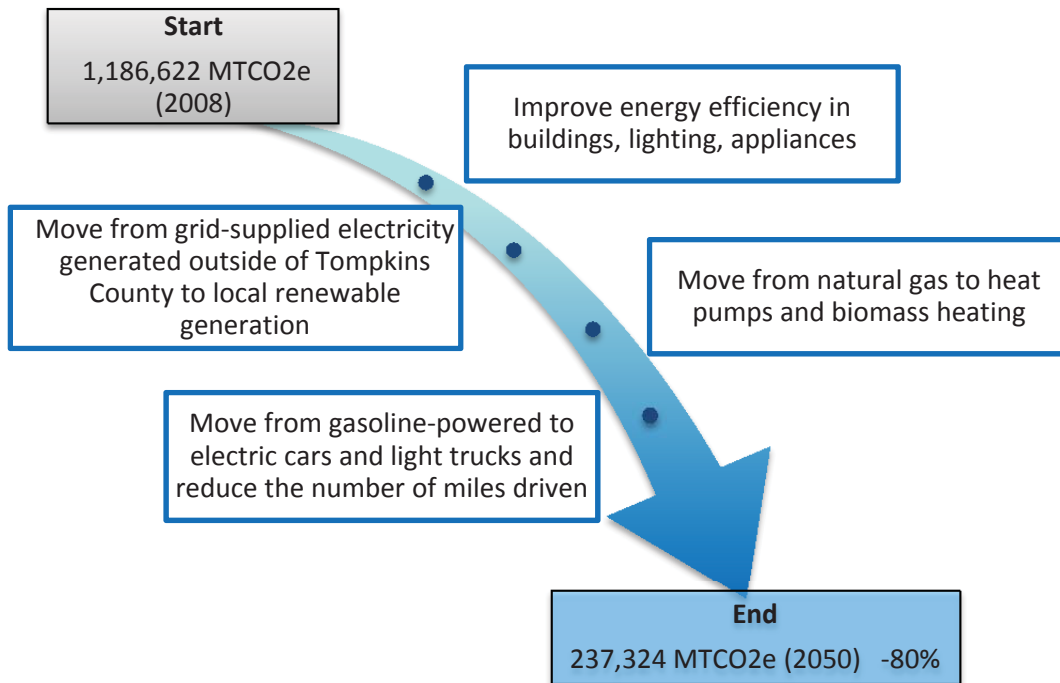 Start
1,186,622 MTCO2e
(2008)
Improve energy efficiency in
buildings, lighting, appliances
Move from grid-supplied electricity
generated outside of Tompkins
County to local renewable
generation
Move from natural gas to heat
pumps and biomass heating
Move from gasoline-powered to
electric cars and light trucks and
reduce the number of miles driven
End
237,324 MTCO2e (2050) -80%